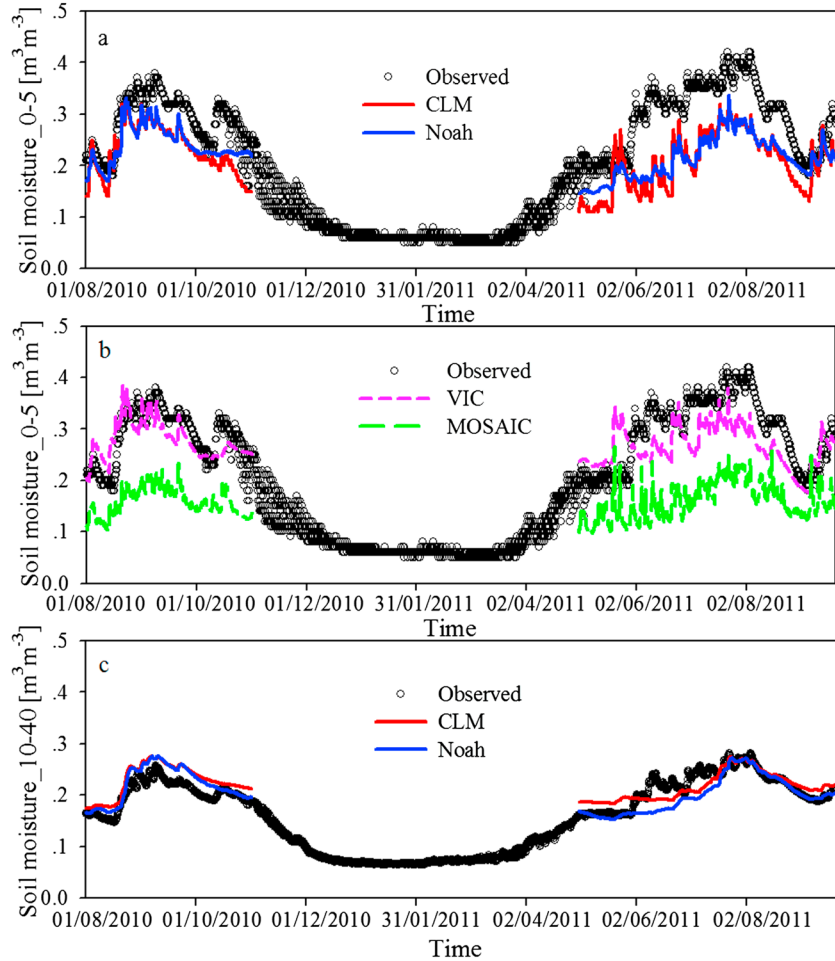 Soil moisture_0-5 [m³m⁻³]
a
Observed
CLM
Noah
.5
.4
.3
.2
.1
0.0
01/08/2010 01/10/2010 01/12/2010 31/01/2011 02/04/2011 02/06/2011 02/08/2011
Time
Soil moisture_0-5 [m³m⁻³]
b
Observed
VIC
MOSAIC
.5
.4
.3
.2
.1
0.0
01/08/2010 01/10/2010 01/12/2010 31/01/2011 02/04/2011 02/06/2011 02/08/2011
Time
Soil moisture_10-40 [m³m⁻³]
c
Observed
CLM
Noah
.5
.4
.3
.2
.1
0.0
01/08/2010 01/10/2010 01/12/2010 31/01/2011 02/04/2011 02/06/2011 02/08/2011
Time